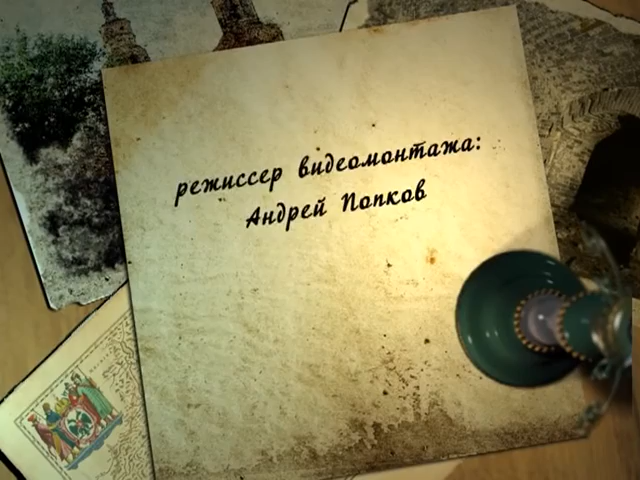 режиссер видеомонтажа:
Андрей Попков